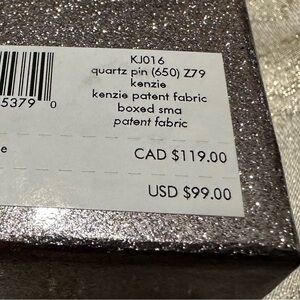 KJ016
quartz pin (650) Z79
kenzie
kenzie patent fabric
boxed sma
patent fabric
5379 0
e
CAD $119.00
USD $99.00